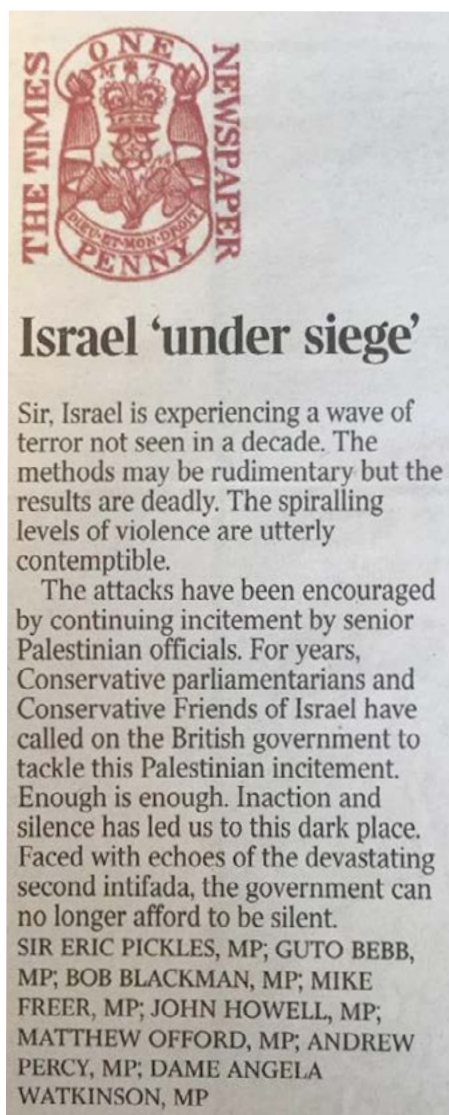 THE TIMES
ONE
M Z
DIEU·ET·MON·DROIT
PENNY
NEWSPAPER
Israel ‘under siege’
Sir, Israel is experiencing a wave of
terror not seen in a decade. The
methods may be rudimentary but the
results are deadly. The spiralling
levels of violence are utterly
contemptible.
The attacks have been encouraged
by continuing incitement by senior
Palestinian officials. For years,
Conservative parliamentarians and
Conservative Friends of Israel have
called on the British government to
tackle this Palestinian incitement.
Enough is enough. Inaction and
silence has led us to this dark place.
Faced with echoes of the devastating
second intifada, the government can
no longer afford to be silent.
SIR ERIC PICKLES, MP; GUTO BEBB,
MP; BOB BLACKMAN, MP; MIKE
FREER, MP; JOHN HOWELL, MP;
MATTHEW OFFORD, MP; ANDREW
PERCY, MP; DAME ANGELA
WATKINSON, MP